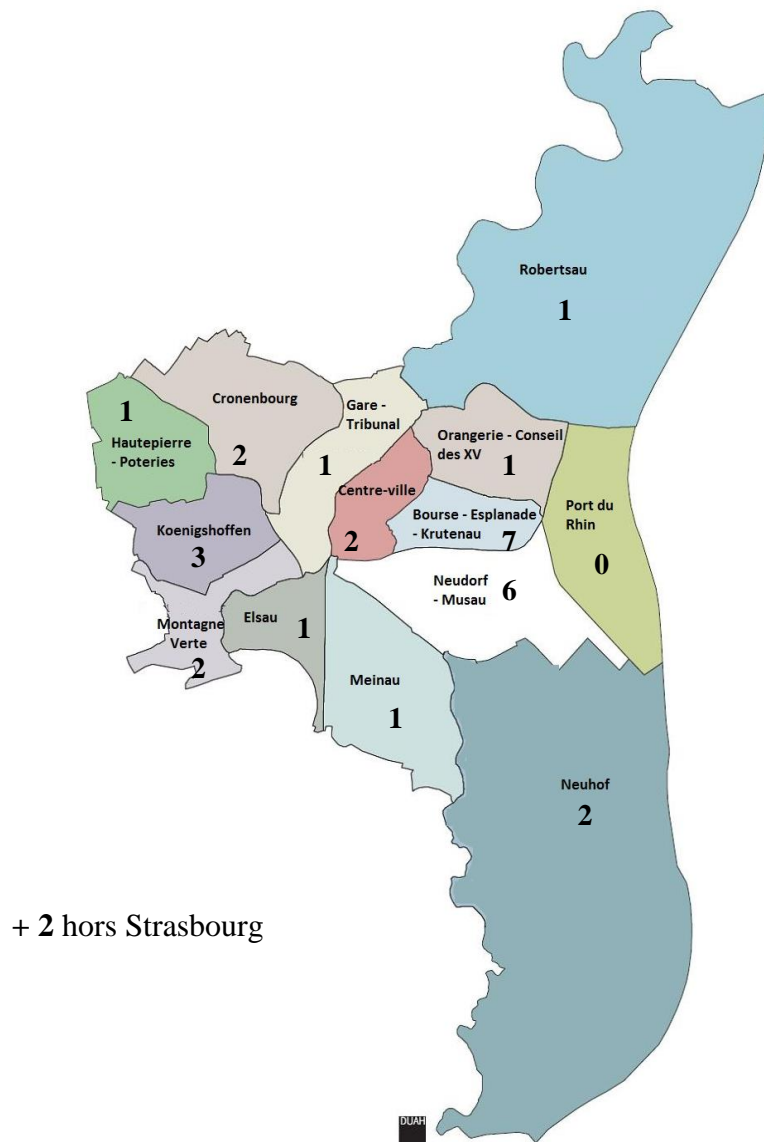 Robertsau
1
Cronenbourg
2
Gare -
Tribunal
1
1
Hautepierre
- Poteries
Orangerie - Conseil
des XV
1
Centre-ville
2
Bourse - Esplanade
- Krutenau
7
Port du
Rhin
0
Koenigshoffen
3
Neudorf
- Musau
6
Montagne
Verte
2
Elsau
1
Meinau
1
Neuhof
2
+ 2 hors Strasbourg
DUAH